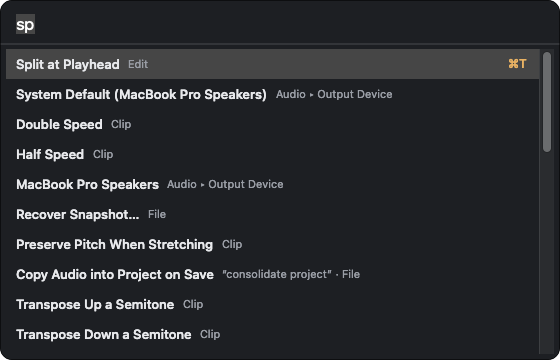 sp
Split at Playhead Edit ⌘T
System Default (MacBook Pro Speakers) Audio ▸ Output Device
Double Speed Clip
Half Speed Clip
MacBook Pro Speakers Audio ▸ Output Device
Recover Snapshot... File
Preserve Pitch When Stretching Clip
Copy Audio into Project on Save "consolidate project" · File
Transpose Up a Semitone Clip
Transpose Down a Semitone Clip